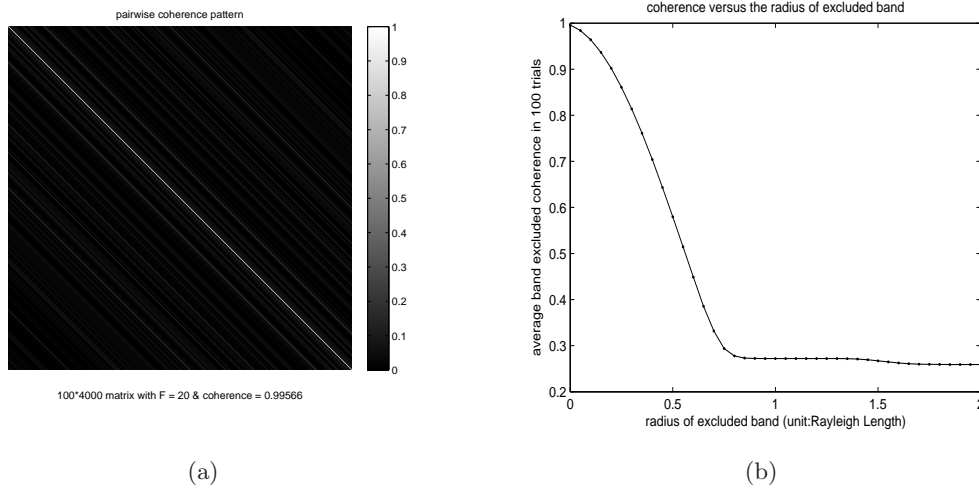 pairwise coherence pattern
1
0.9
0.8
0.7
0.6
0.5
0.4
0.3
0.2
0.1
0
100*4000 matrix with F = 20 & coherence = 0.99566
(a)
coherence versus the radius of excluded band
average band excluded coherence in 100 trials
1
0.9
0.8
0.7
0.6
0.5
0.4
0.3
0.2
0 0.5 1 1.5 2
radius of excluded band (unit:Rayleigh Length)
(b)